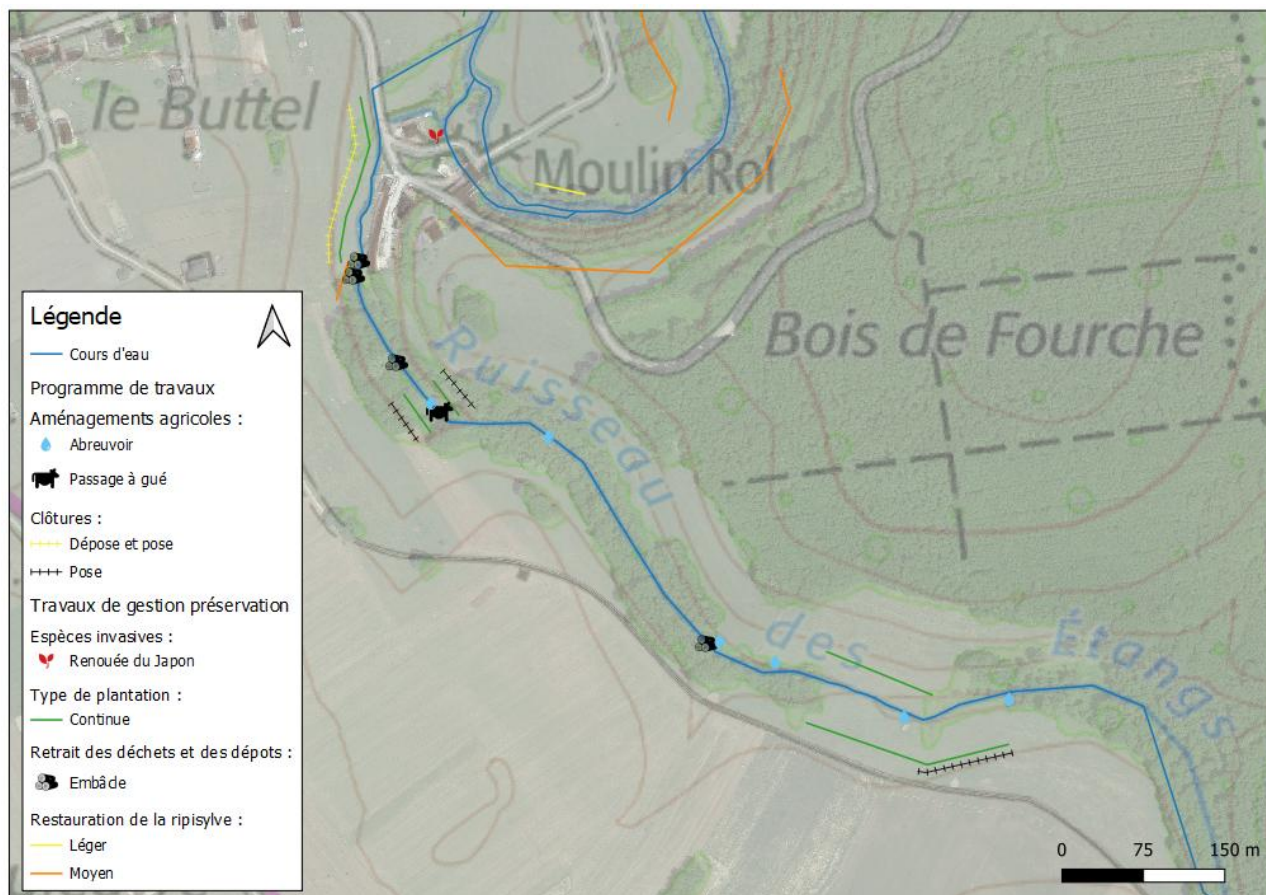 le Buttel
Moulin Rol
Bois de Fourche
Ruisseau
des
Étangs
Légende
Cours d'eau
Programme de travaux
Aménagements agricoles :
Abreuvoir
Passage à gué
Clôtures :
Dépose et pose
Pose
Travaux de gestion préservation
Espèces invasives :
Renouée du Japon
Type de plantation :
Continue
Retrait des déchets et des dépots :
Embâcle
Restauration de la ripisylve :
Léger
Moyen
0 75 150 m